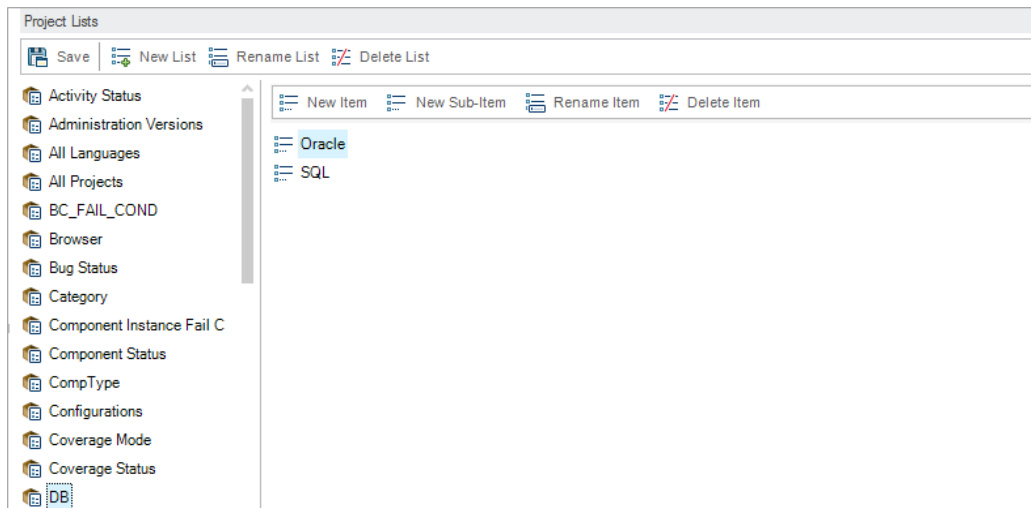 Project Lists
Save New List Rename List Delete List
Activity Status
Administration Versions
All Languages
All Projects
BC_FAIL_COND
Browser
Bug Status
Category
Component Instance Fail C
Component Status
CompType
Configurations
Coverage Mode
Coverage Status
DB
New Item New Sub-Item Rename Item Delete Item
Oracle
SQL